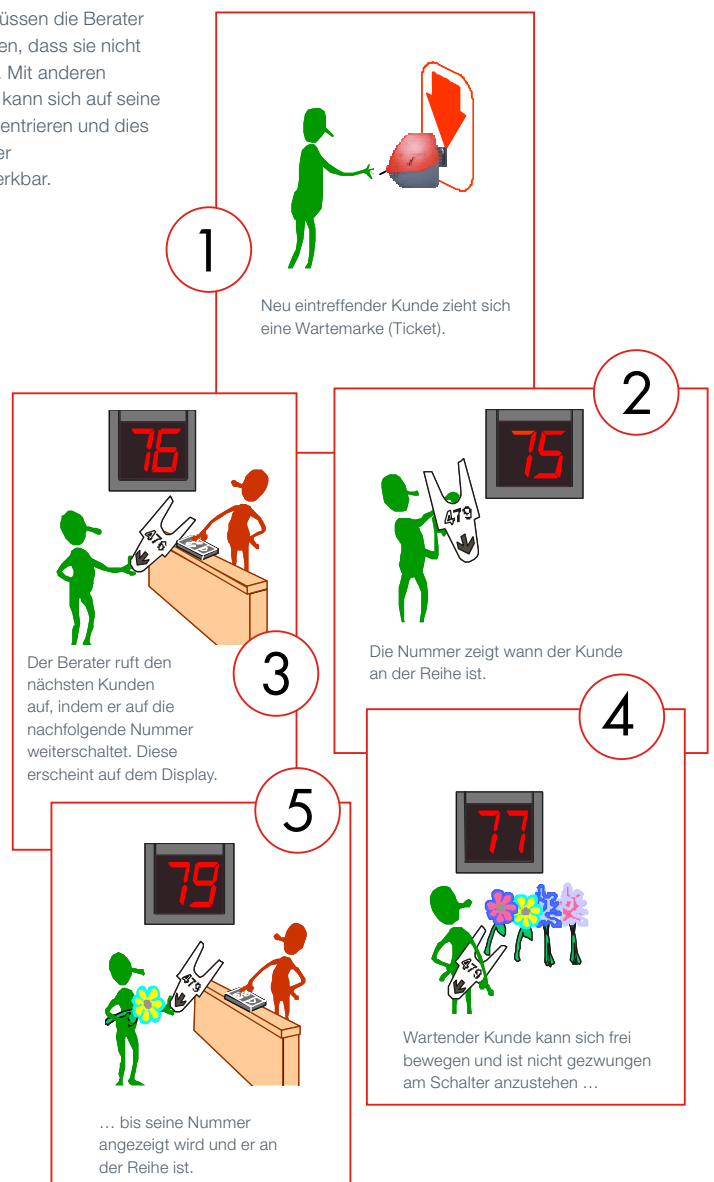 üssen die Berater
en, dass sie nicht
. Mit anderen
kann sich auf seine
entrieren und dies
er
erkbar.
1
Neu eintreffender Kunde zieht sich
eine Wartemarke (Ticket).
2
75
479
Die Nummer zeigt wann der Kunde
an der Reihe ist.
76
476
3
Der Berater ruft den
nächsten Kunden
auf, indem er auf die
nachfolgende Nummer
weiterschaltet. Diese
erscheint auf dem Display.
4
77
479
Wartender Kunde kann sich frei
bewegen und ist nicht gezwungen
am Schalter anzustehen …
5
79
479
… bis seine Nummer
angezeigt wird und er an
der Reihe ist.